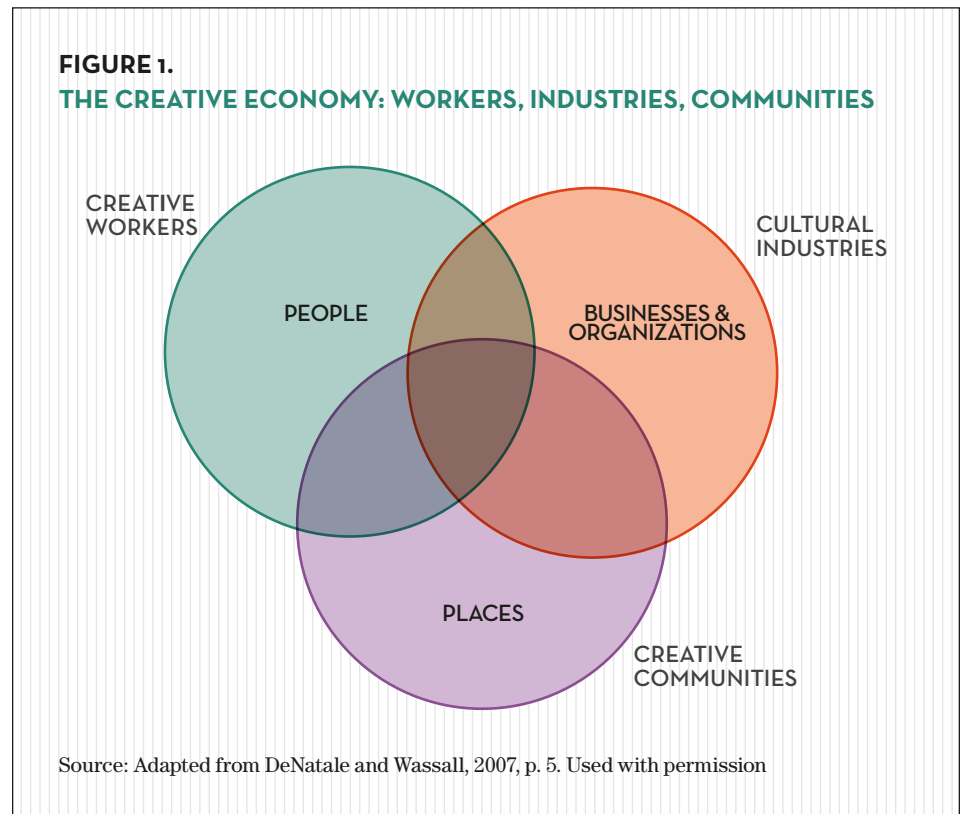 FIGURE 1.
THE CREATIVE ECONOMY: WORKERS, INDUSTRIES, COMMUNITIES
CREATIVE
WORKERS
CULTURAL
INDUSTRIES
PEOPLE
BUSINESSES &
ORGANIZATIONS
PLACES
CREATIVE
COMMUNITIES
Source: Adapted from DeNatale and Wassall, 2007, p. 5. Used with permission